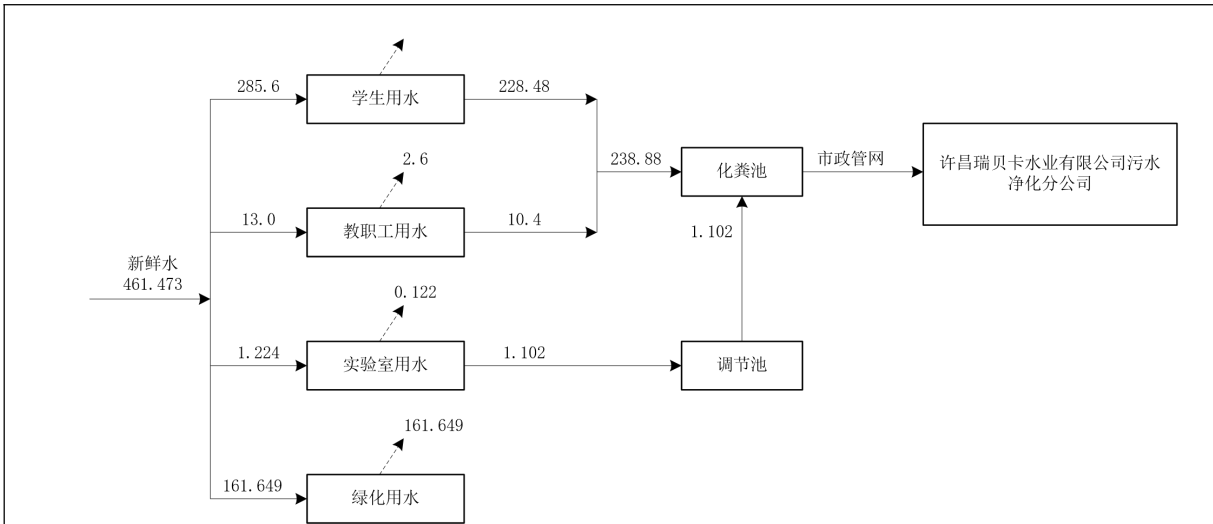 285.6
学生用水
228.48
2.6
238.88
化粪池
市政管网
许昌瑞贝卡水业有限公司污水
净化分公司
13.0
教职工用水
10.4
1.102
新鲜水
461.473
0.122
1.224
实验室用水
1.102
调节池
161.649
161.649
绿化用水